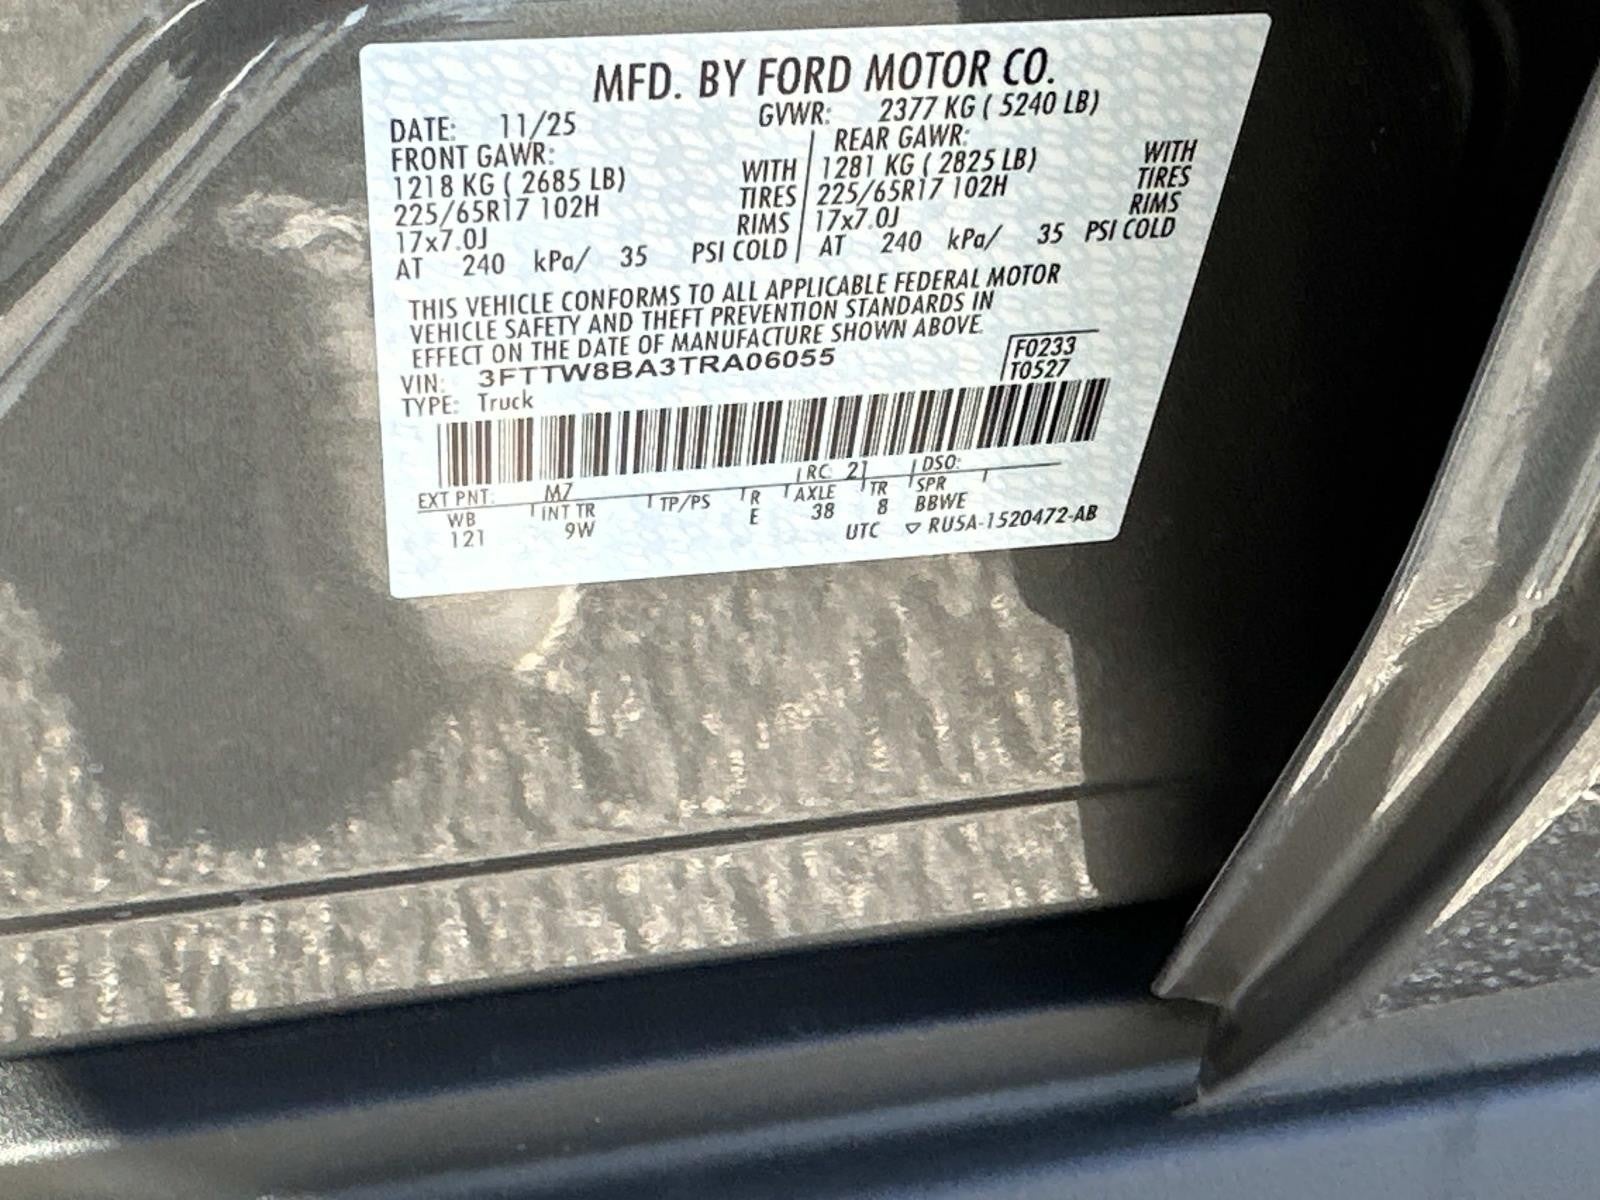 MFD. BY FORD MOTOR CO.
DATE: 11/25 GVWR: 2377 KG ( 5240 LB)
FRONT GAWR: REAR GAWR:
1218 KG ( 2685 LB) WITH 1281 KG ( 2825 LB) WITH
225/65R17 102H TIRES 225/65R17 102H TIRES
17x7.0J RIMS 17x7.0J RIMS
AT 240 kPa/ 35 PSI COLD AT 240 kPa/ 35 PSI COLD
THIS VEHICLE CONFORMS TO ALL APPLICABLE FEDERAL MOTOR
VEHICLE SAFETY AND THEFT PREVENTION STANDARDS IN
EFFECT ON THE DATE OF MANUFACTURE SHOWN ABOVE.
VIN: 3FTTW8BA3TRA06055 F0233
TYPE: Truck T0527
EXT PNT: M7 RC: 21 DSO:
WB INT TR TP/PS R AXLE TR SPR
121 9W E 38 8 BBWE
UTC ▽ RU5A-1520472-AB